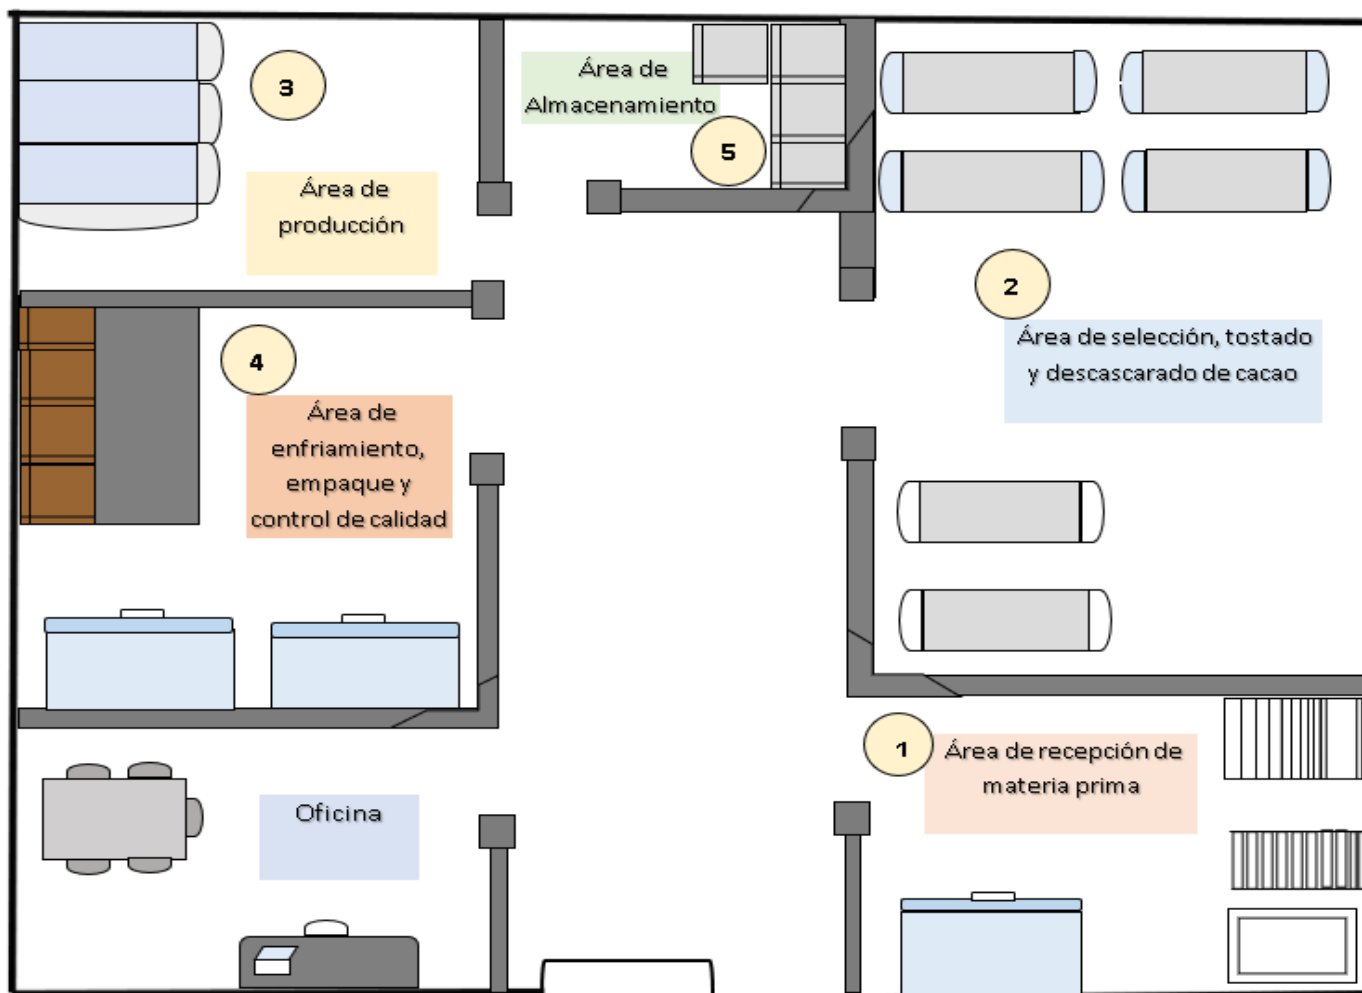 3
Área de
producción
Área de
Almacenamiento
5
2
Área de selección, tostado
y descascarado de cacao
4
Área de
enfriamiento,
empaque y
control de calidad
1
Área de recepción de
materia prima
Oficina